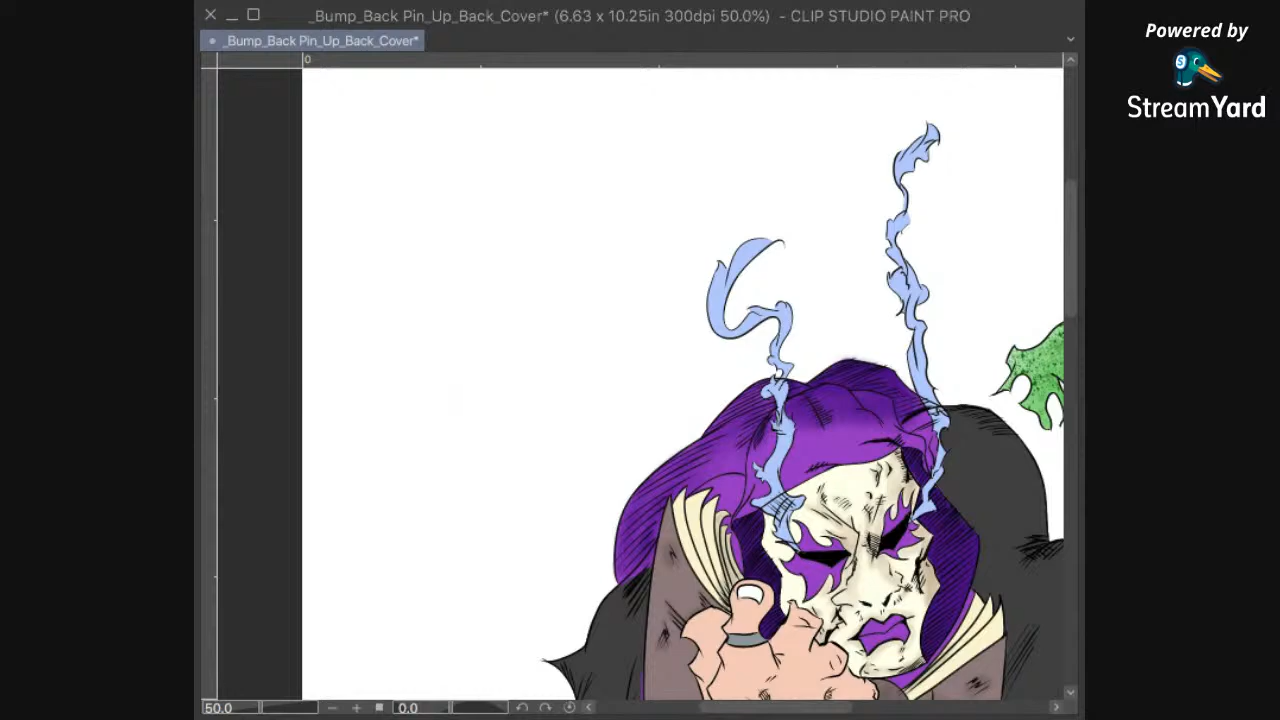 _Bump_Back Pin_Up_Back_Cover* (6.63 x 10.25in 300dpi 50.0%) - CLIP STUDIO PAINT PRO
_Bump_Back Pin_Up_Back_Cover*
0
50.0
0.0
Powered by
S
StreamYard